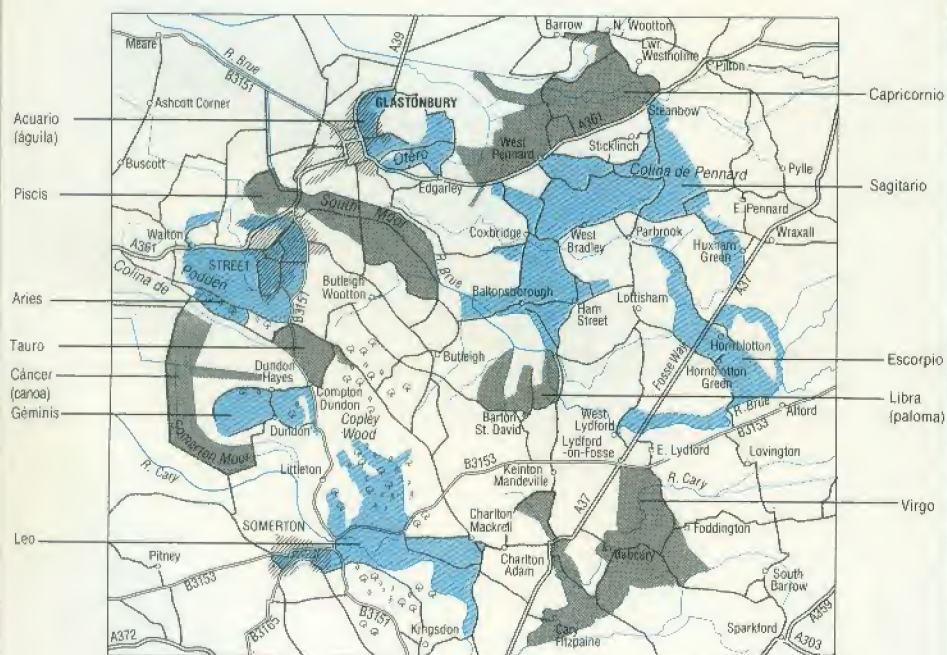 Barrow
N. Wootton
Meare
R. Brue
A39
Lwr.
Westholme
Pilton
B3151
Capricornio
Ashcott Corner
GLASTONBURY
Steanbow
Acuario
(águila)
A361
West
Pennard
Sticklinch
Otero
Buscott
Colina de Pennard
Pylle
Edgarley
Sagitario
Piscis
South Moor
E. Pennard
Coxbridge
West
Bradley
Parbrook
Wraxall
Walton
Huxham
Green
A361
STREET
R. Brue
A37
Colina de
Polden
Butleigh
Wootton
Baltonsborough
Lottisham
Ham
Street
Aries
B3151
Hornblotton
Tauro
Butleigh
Fosse Way
Escorpio
Dundon
Hayes
Hornblotton
Green
Cáncer
(canoa)
Compton
Dundon
Libra
(paloma)
Géminis
Copley
Wood
Barton
St. David
West
Lydford
R. Brue
Alford
Dundon
Lydford
-on-Fosse
B3153
Somerton Moor
E. Lydford
Lovington
R. Cary
Littleton
B3153
Keinton
Mandeville
R. Cary
A37
Virgo
Charlton
Mackrell
Foddington
SOMERTON
Leo
Babcary
Pitney
Charlton
Adam
South
Barrow
B3153
B3151
A359
B3165
Kingsdon
Cary
Fitzpaine
Sparkford
A372
A303